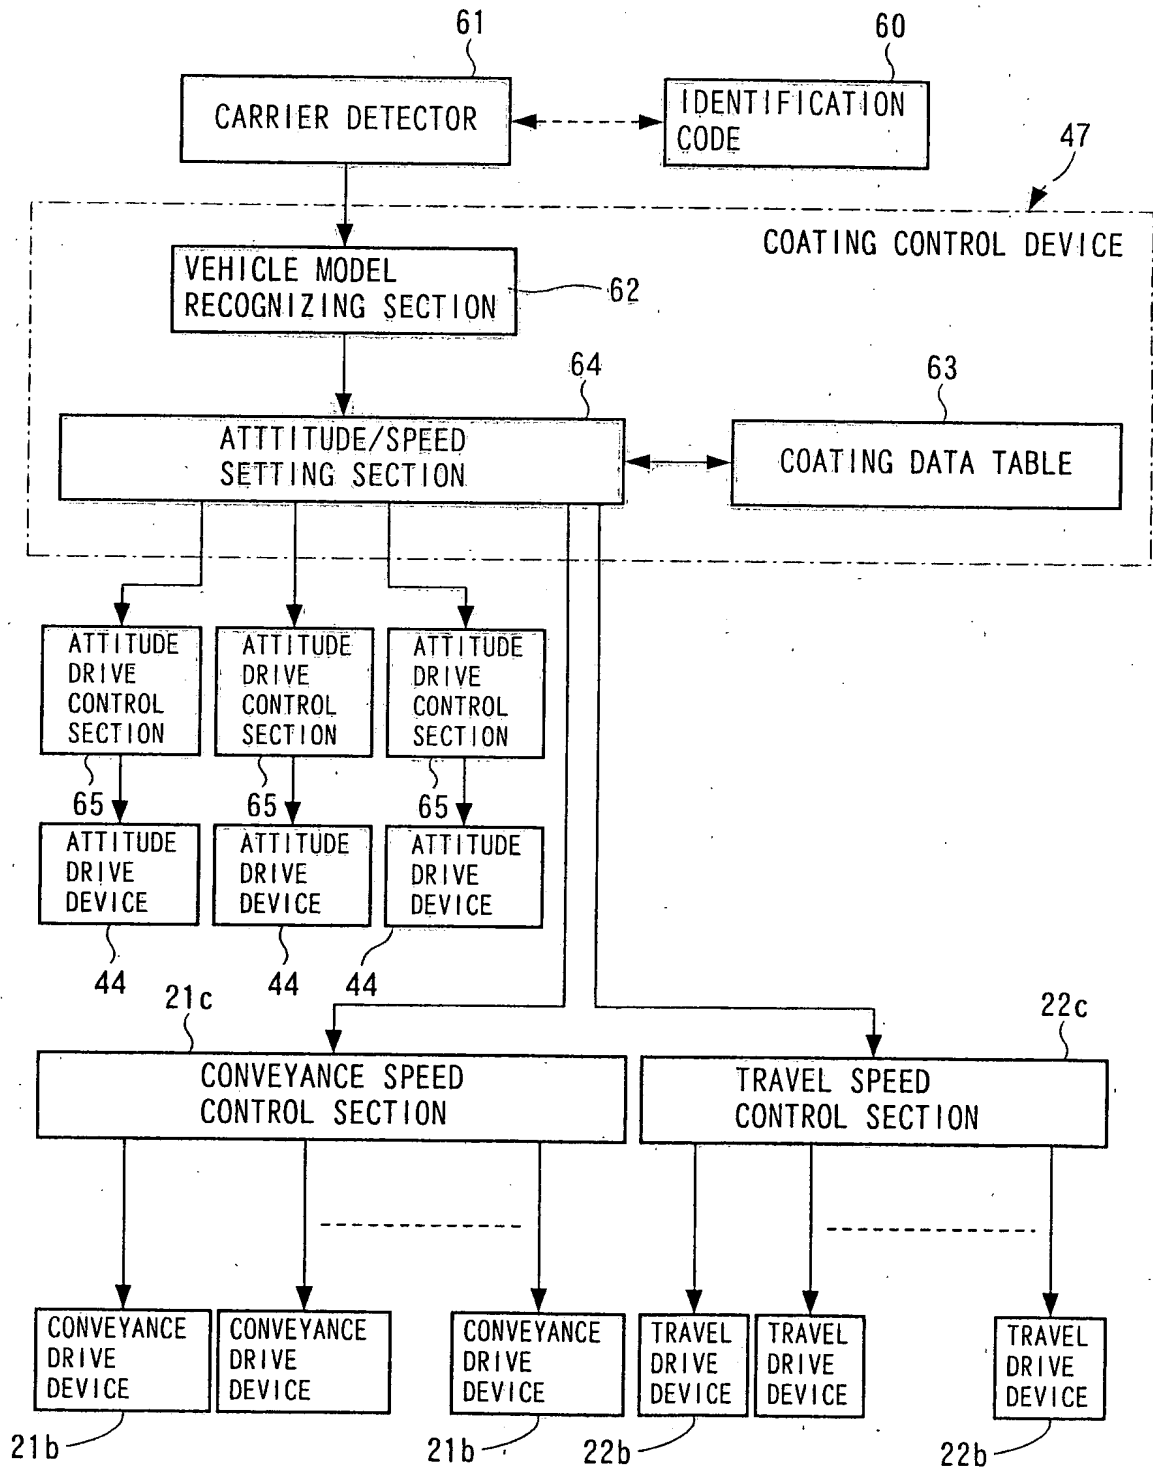 61
60
CARRIER DETECTOR
IDENTIFICATION
CODE
47
COATING CONTROL DEVICE
VEHICLE MODEL
RECOGNIZING SECTION
62
64
63
ATTTITUDE/SPEED
SETTING SECTION
COATING DATA TABLE
ATTITUDE
DRIVE
CONTROL
SECTION
ATTITUDE
DRIVE
CONTROL
SECTION
ATTITUDE
DRIVE
CONTROL
SECTION
65
65
65
ATTITUDE
DRIVE
DEVICE
ATTITUDE
DRIVE
DEVICE
ATTITUDE
DRIVE
DEVICE
44
44
44
21c
22c
CONVEYANCE SPEED
CONTROL SECTION
TRAVEL SPEED
CONTROL SECTION
CONVEYANCE
DRIVE
DEVICE
CONVEYANCE
DRIVE
DEVICE
CONVEYANCE
DRIVE
DEVICE
TRAVEL
DRIVE
DEVICE
TRAVEL
DRIVE
DEVICE
TRAVEL
DRIVE
DEVICE
21b
21b
22b
22b